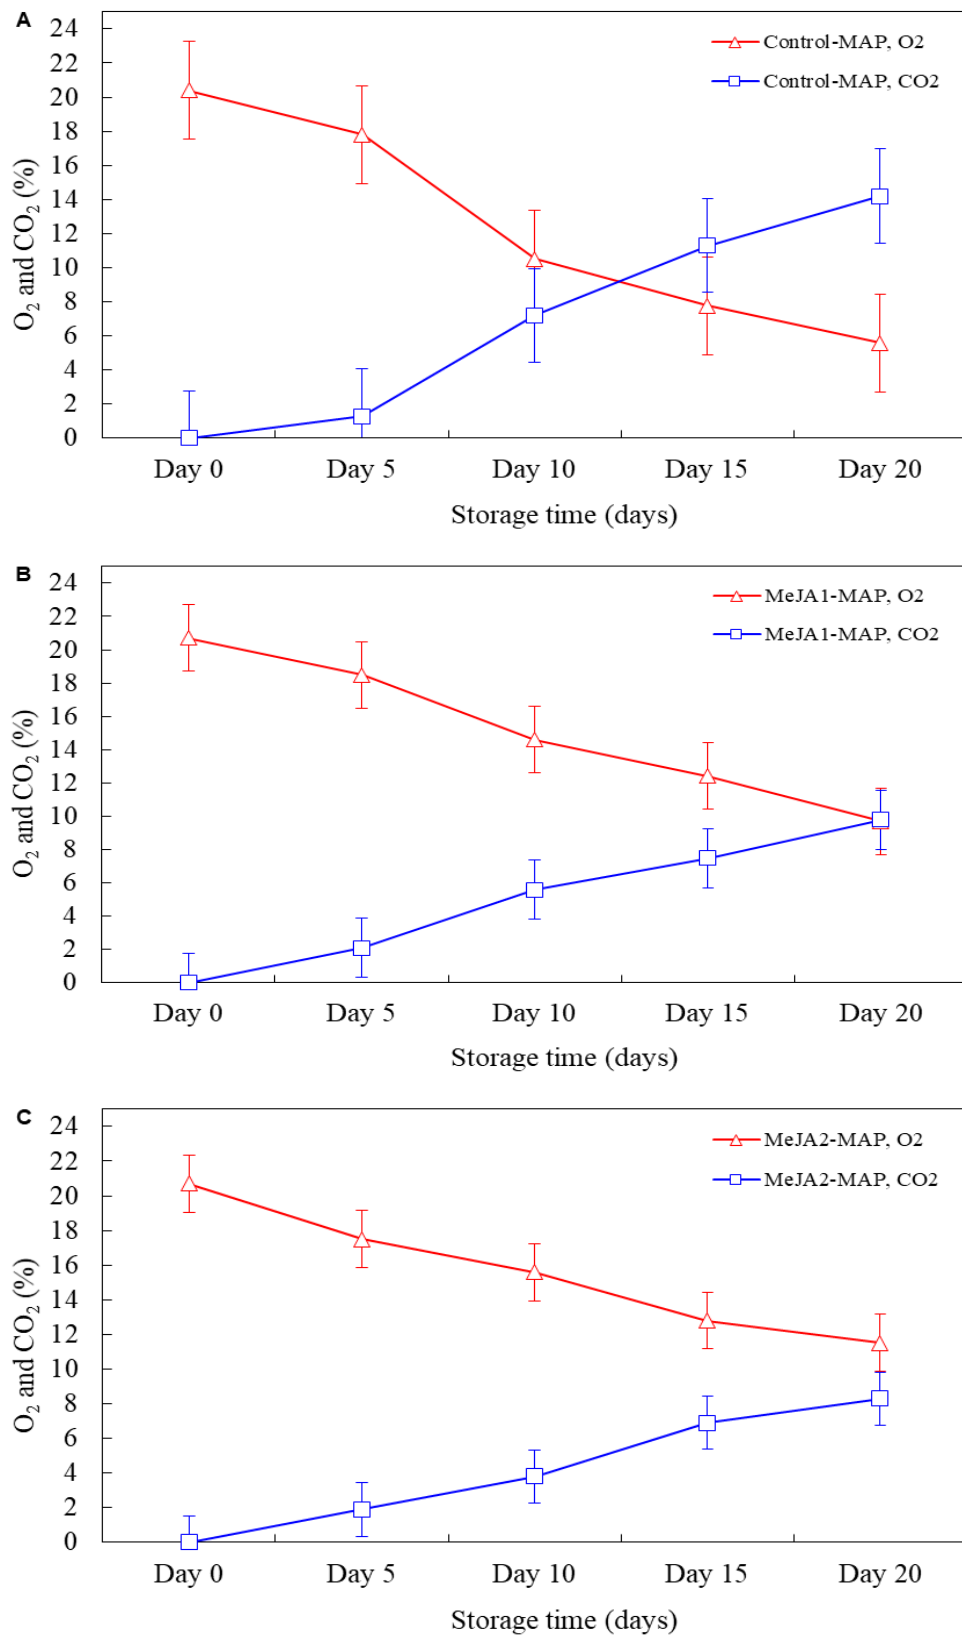 A
24
22
20
18
16
14
12
10
8
6
4
2
0
O₂ and CO₂ (%)
Control-MAP, O2
Control-MAP, CO2
Day 0 Day 5 Day 10 Day 15 Day 20
Storage time (days)
B
24
22
20
18
16
14
12
10
8
6
4
2
0
O₂ and CO₂ (%)
MeJA1-MAP, O2
MeJA1-MAP, CO2
Day 0 Day 5 Day 10 Day 15 Day 20
Storage time (days)
C
24
22
20
18
16
14
12
10
8
6
4
2
0
O₂ and CO₂ (%)
MeJA2-MAP, O2
MeJA2-MAP, CO2
Day 0 Day 5 Day 10 Day 15 Day 20
Storage time (days)